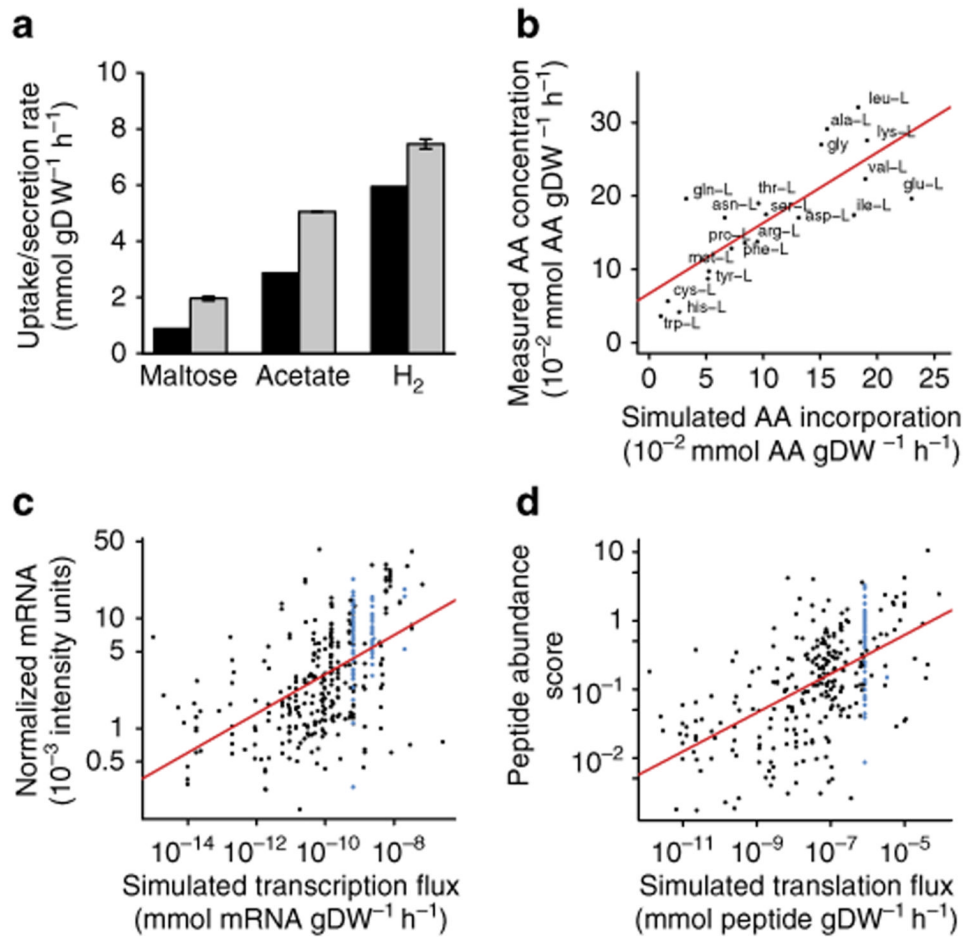 a
Uptake/secretion rate
(mmol gDW⁻¹ h⁻¹)
10
8
6
4
2
0
Maltose Acetate H₂
b
Measured AA concentration
(10⁻² mmol AA gDW⁻¹ h⁻¹)
30
20
10
0
leu–L
ala–L
lys–L
gly
val–L
glu–L
gln–L
thr–L
asn–L
ser–L
asp–L
ile–L
pro–L
arg–L
phe–L
met–L
tyr–L
cys–L
his–L
trp–L
0 5 10 15 20 25
Simulated AA incorporation
(10⁻² mmol AA gDW⁻¹ h⁻¹)
c
Normalized mRNA
(10⁻³ intensity units)
50
10
5
1
0.5
10⁻¹⁴ 10⁻¹² 10⁻¹⁰ 10⁻⁸
Simulated transcription flux
(mmol mRNA gDW⁻¹ h⁻¹)
d
Peptide abundance
score
10
1
10⁻¹
10⁻²
10⁻¹¹ 10⁻⁹ 10⁻⁷ 10⁻⁵
Simulated translation flux
(mmol peptide gDW⁻¹ h⁻¹)